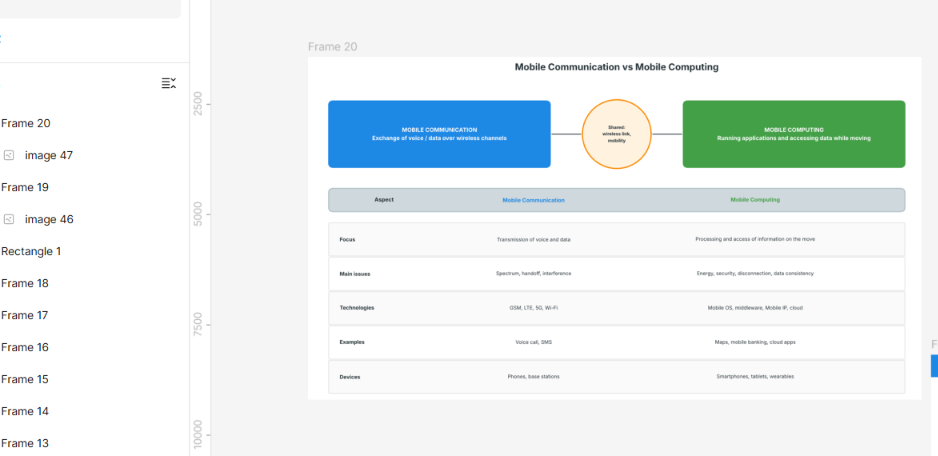 Frame 20
image 47
Frame 19
image 46
Rectangle 1
Frame 18
Frame 17
Frame 16
Frame 15
Frame 14
Frame 13
2500
5000
7500
10000
Frame 20
Mobile Communication vs Mobile Computing
MOBILE COMMUNICATION
Exchange of voice / data over wireless channels
Shared:
wireless link,
mobility
MOBILE COMPUTING
Running applications and accessing data while moving
Aspect Mobile Communication Mobile Computing
Focus Transmission of voice and data Processing and access of information on the move
Main issues Spectrum, handoff, interference Energy, security, disconnection, data consistency
Technologies GSM, LTE, 5G, Wi-Fi Mobile OS, middleware, Mobile IP, cloud
Examples Voice call, SMS Maps, mobile banking, cloud apps
Devices Phones, base stations Smartphones, tablets, wearables
F